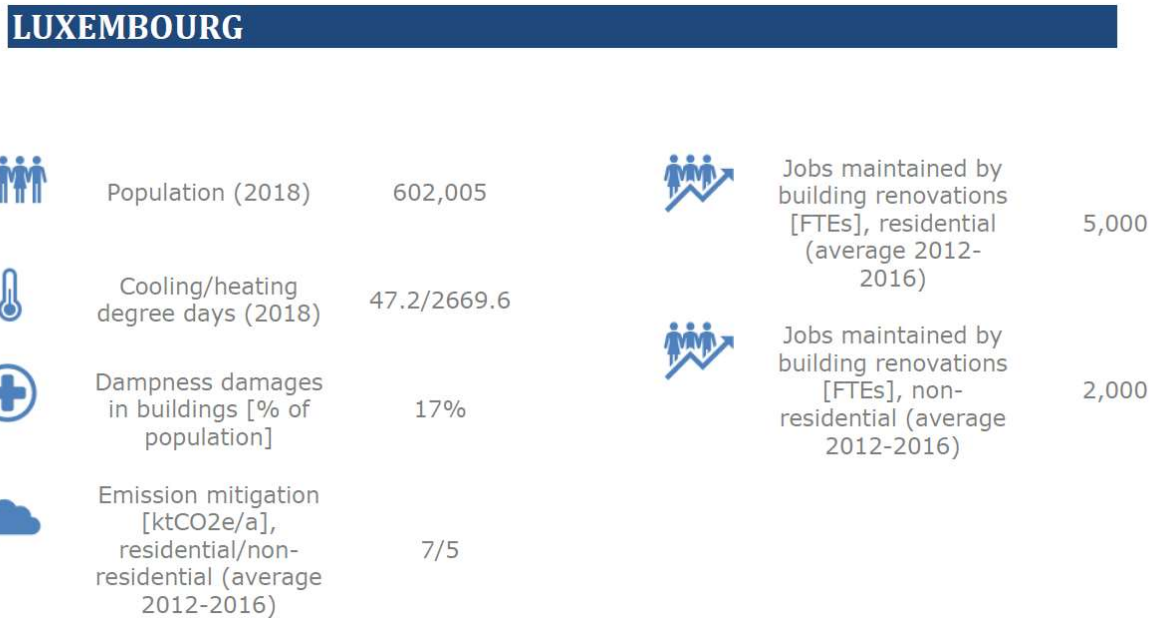 LUXEMBOURG
Population (2018)
602,005
Cooling/heating
degree days (2018)
47.2/2669.6
Dampness damages
in buildings [% of
population]
17%
Emission mitigation
[ktCO2e/a],
residential/non-
residential (average
2012-2016)
7/5
Jobs maintained by
building renovations
[FTEs], residential
(average 2012-
2016)
5,000
Jobs maintained by
building renovations
[FTEs], non-
residential (average
2012-2016)
2,000